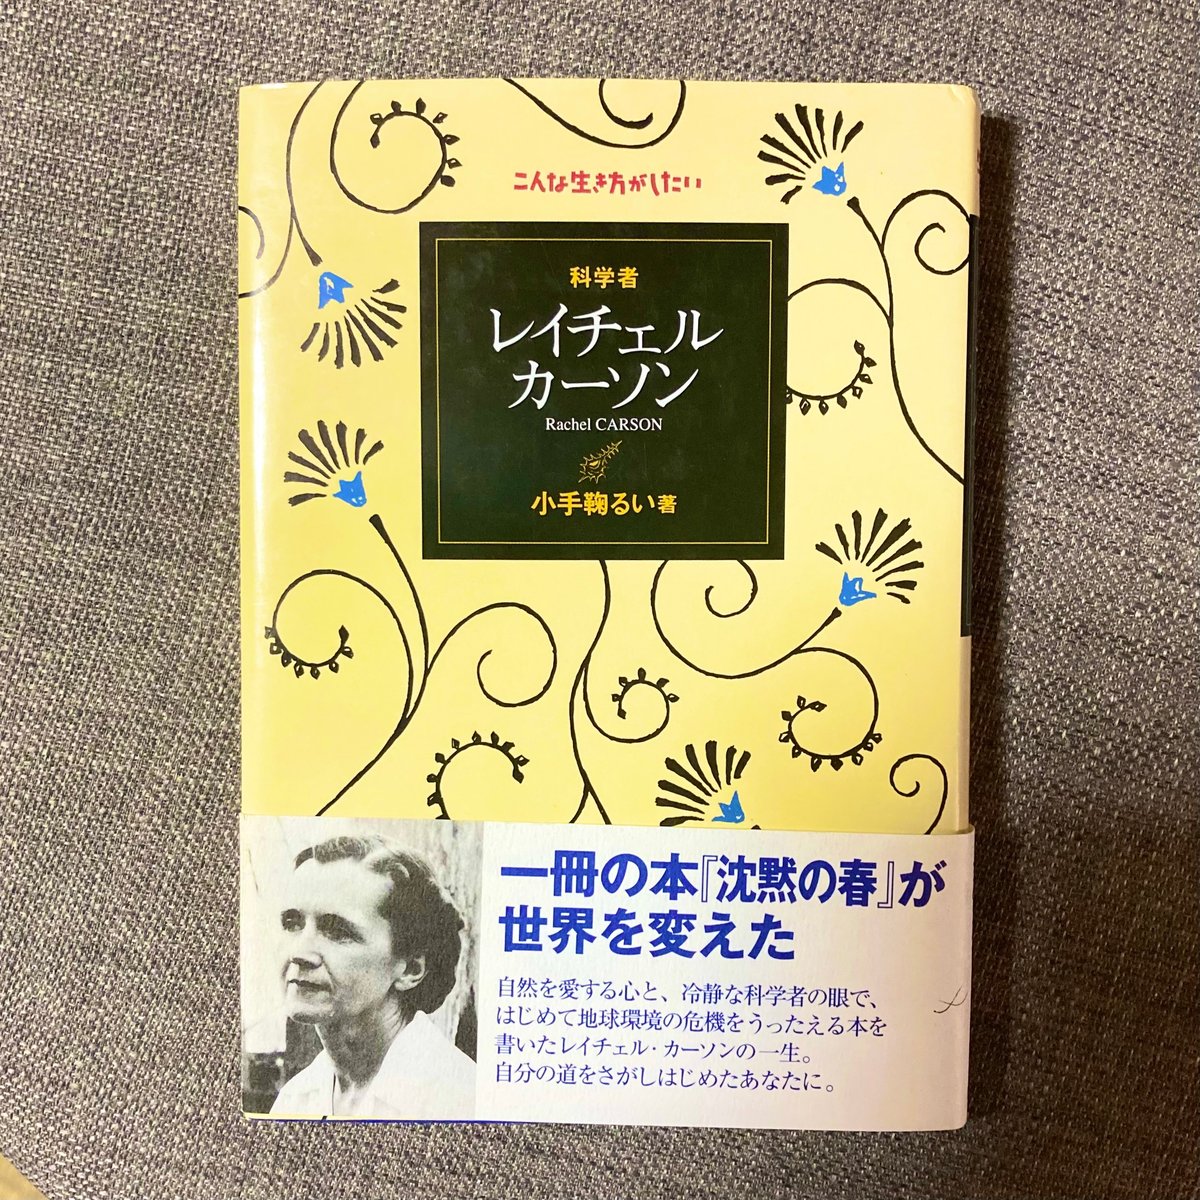 こんな生き方がしたい
科学者
レイチェル
カーソン
Rachel CARSON
小手鞠るい著
一冊の本『沈黙の春』が
世界を変えた
自然を愛する心と、冷静な科学者の眼で、
はじめて地球環境の危機をうったえる本を
書いたレイチェル・カーソンの一生。
自分の道をさがしはじめたあなたに。